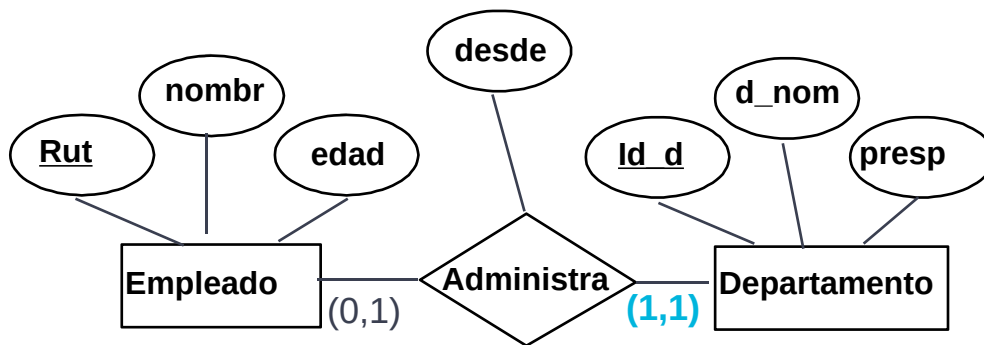 desde
nombr
d_nom
Rut
edad
Id_d
presp
Empleado
Administra
Departamento
(0,1)
(1,1)